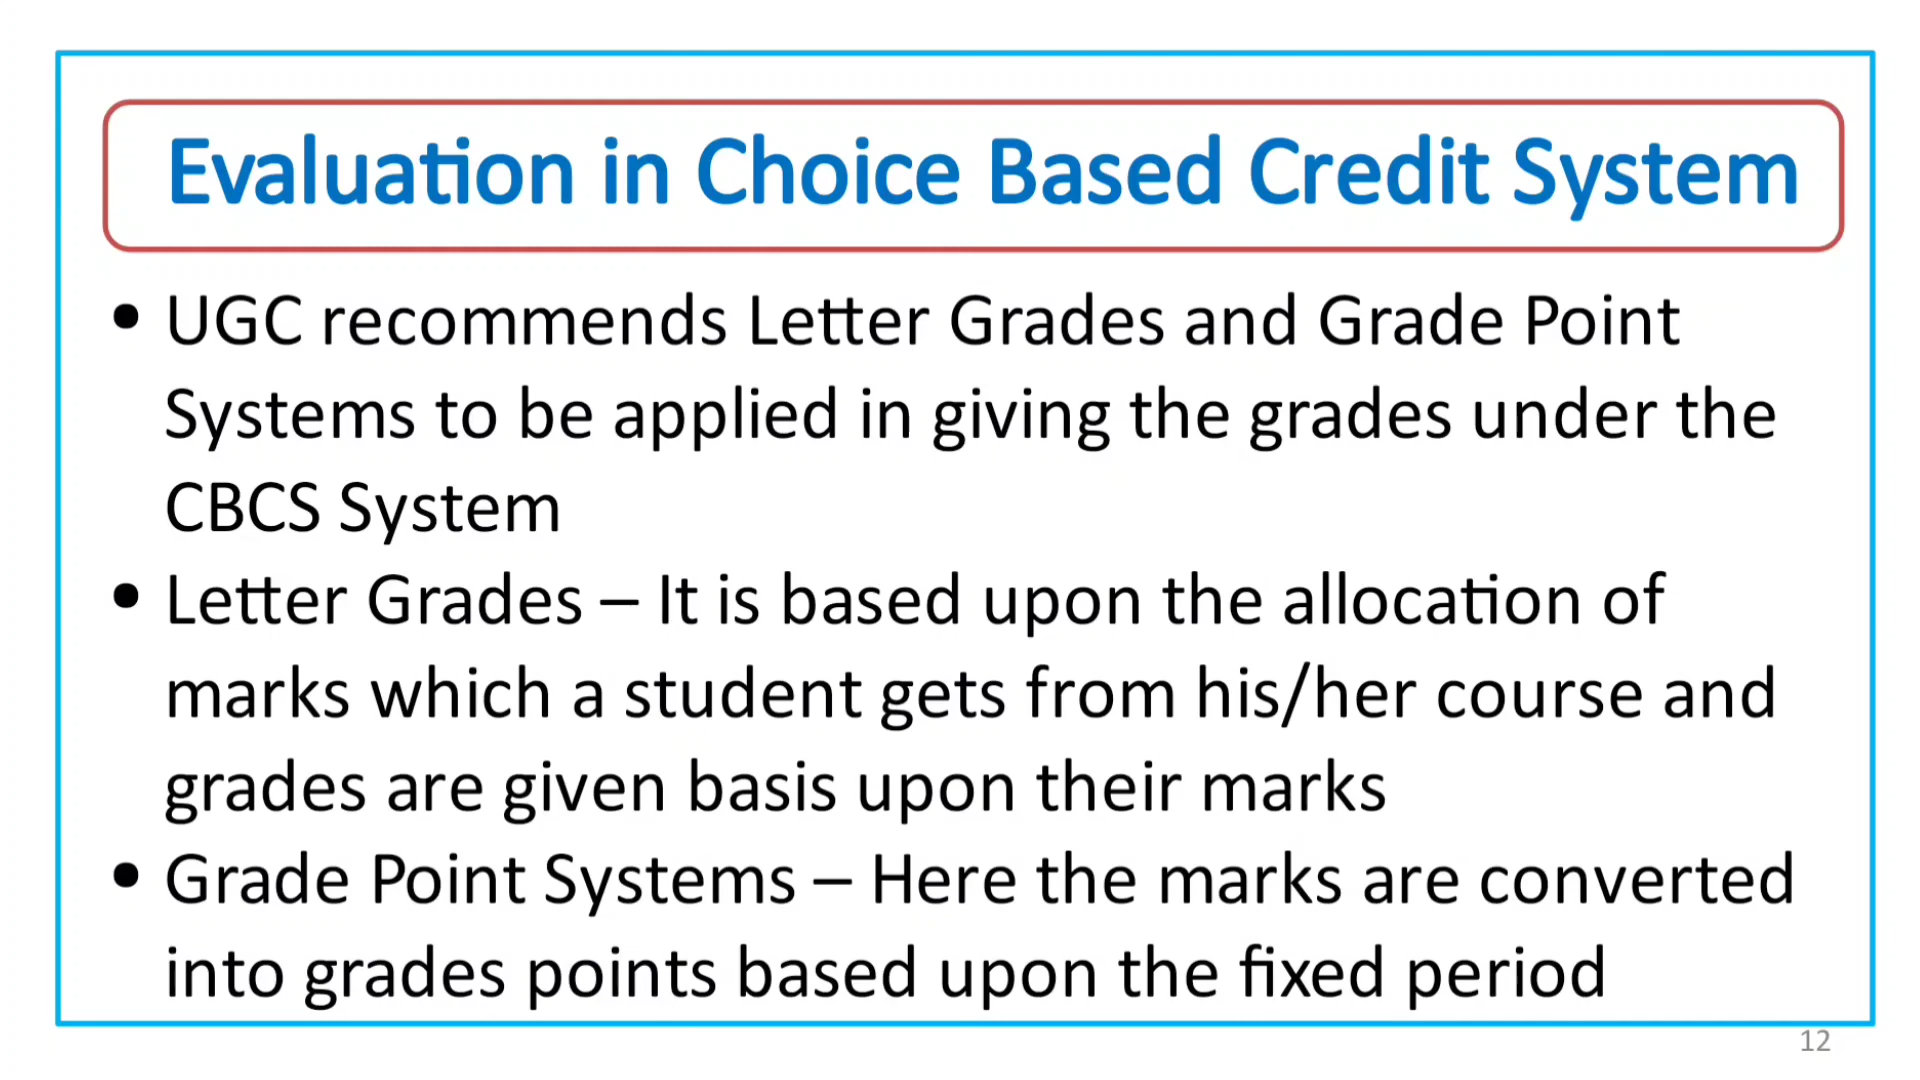 Evaluation in Choice Based Credit System
• UGC recommends Letter Grades and Grade Point
Systems to be applied in giving the grades under the
CBCS System
• Letter Grades – It is based upon the allocation of
marks which a student gets from his/her course and
grades are given basis upon their marks
• Grade Point Systems – Here the marks are converted
into grades points based upon the fixed period
12